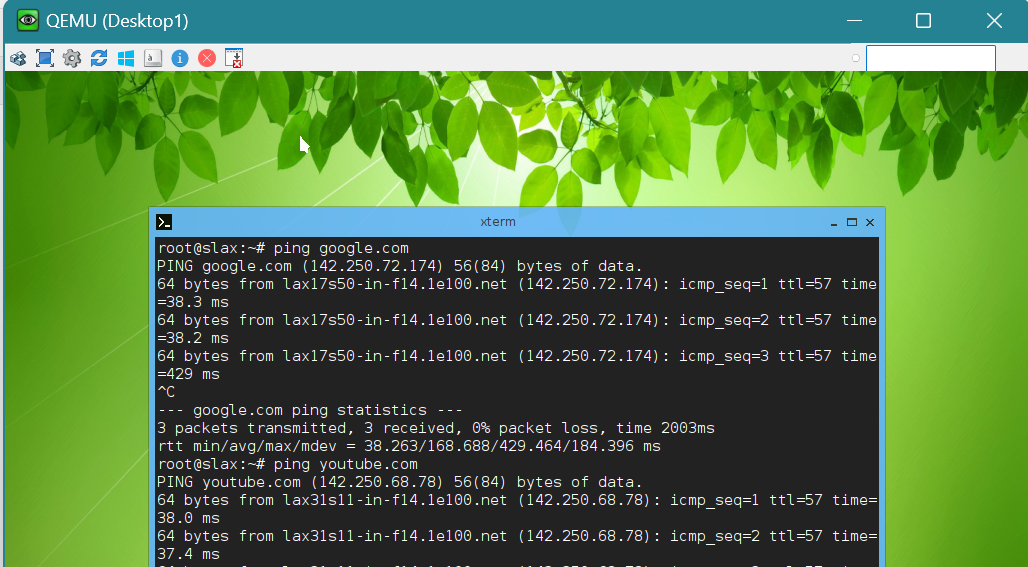 QEMU (Desktop1)
a
i
xterm
root@slax:~# ping google.com
PING google.com (142.250.72.174) 56(84) bytes of data.
64 bytes from lax17s50-in-f14.1e100.net (142.250.72.174): icmp_seq=1 ttl=57 time
=38.3 ms
64 bytes from lax17s50-in-f14.1e100.net (142.250.72.174): icmp_seq=2 ttl=57 time
=38.2 ms
64 bytes from lax17s50-in-f14.1e100.net (142.250.72.174): icmp_seq=3 ttl=57 time
=429 ms
^C
--- google.com ping statistics ---
3 packets transmitted, 3 received, 0% packet loss, time 2003ms
rtt min/avg/max/mdev = 38.263/168.688/429.464/184.396 ms
root@slax:~# ping youtube.com
PING youtube.com (142.250.68.78) 56(84) bytes of data.
64 bytes from lax31s11-in-f14.1e100.net (142.250.68.78): icmp_seq=1 ttl=57 time=
38.0 ms
64 bytes from lax31s11-in-f14.1e100.net (142.250.68.78): icmp_seq=2 ttl=57 time=
37.4 ms